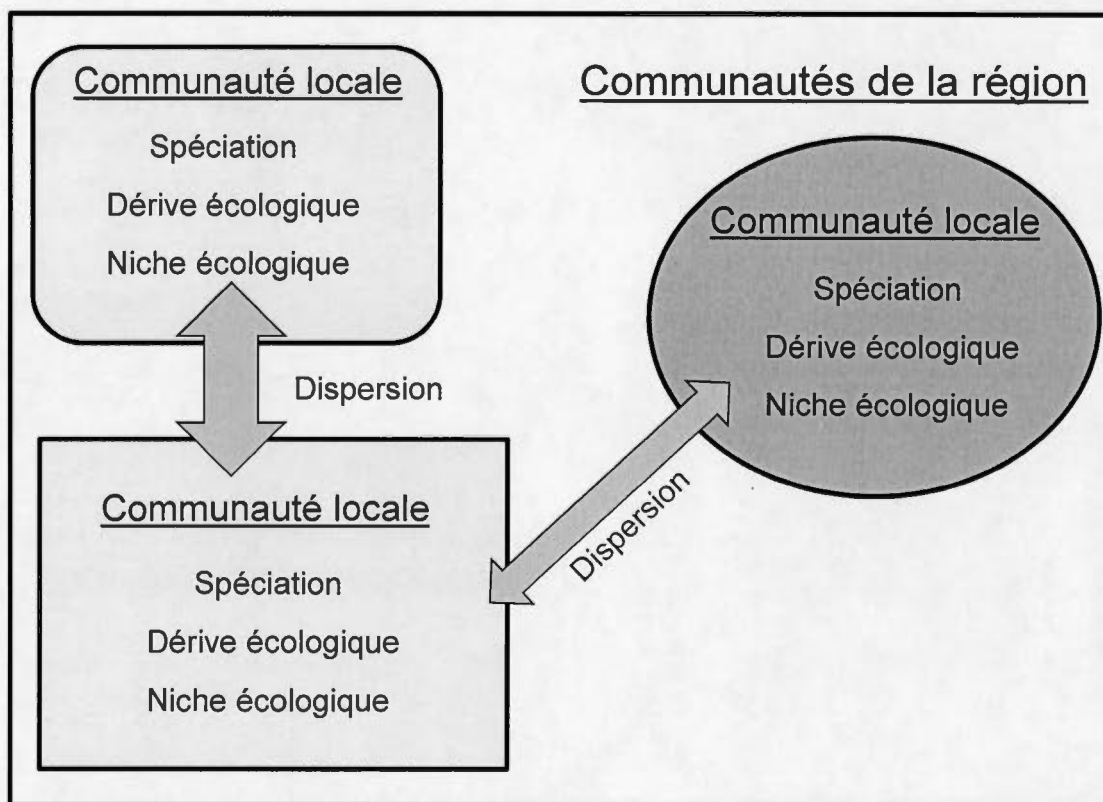 Communauté locale
Spéciation
Dérive écologique
Niche écologique
Communautés de la région
Communauté locale
Spéciation
Dérive écologique
Niche écologique
Dispersion
Dispersion
Communauté locale
Spéciation
Dérive écologique
Niche écologique